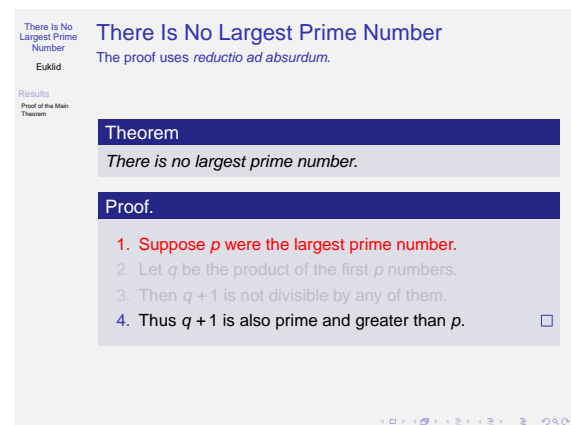 There Is No
Largest Prime
Number
Euklid
Results
Proof of the Main
Theorem
There Is No Largest Prime Number
The proof uses reductio ad absurdum.
Theorem
There is no largest prime number.
Proof.
1. Suppose p were the largest prime number.
2. Let q be the product of the first p numbers.
3. Then q + 1 is not divisible by any of them.
4. Thus q + 1 is also prime and greater than p. □